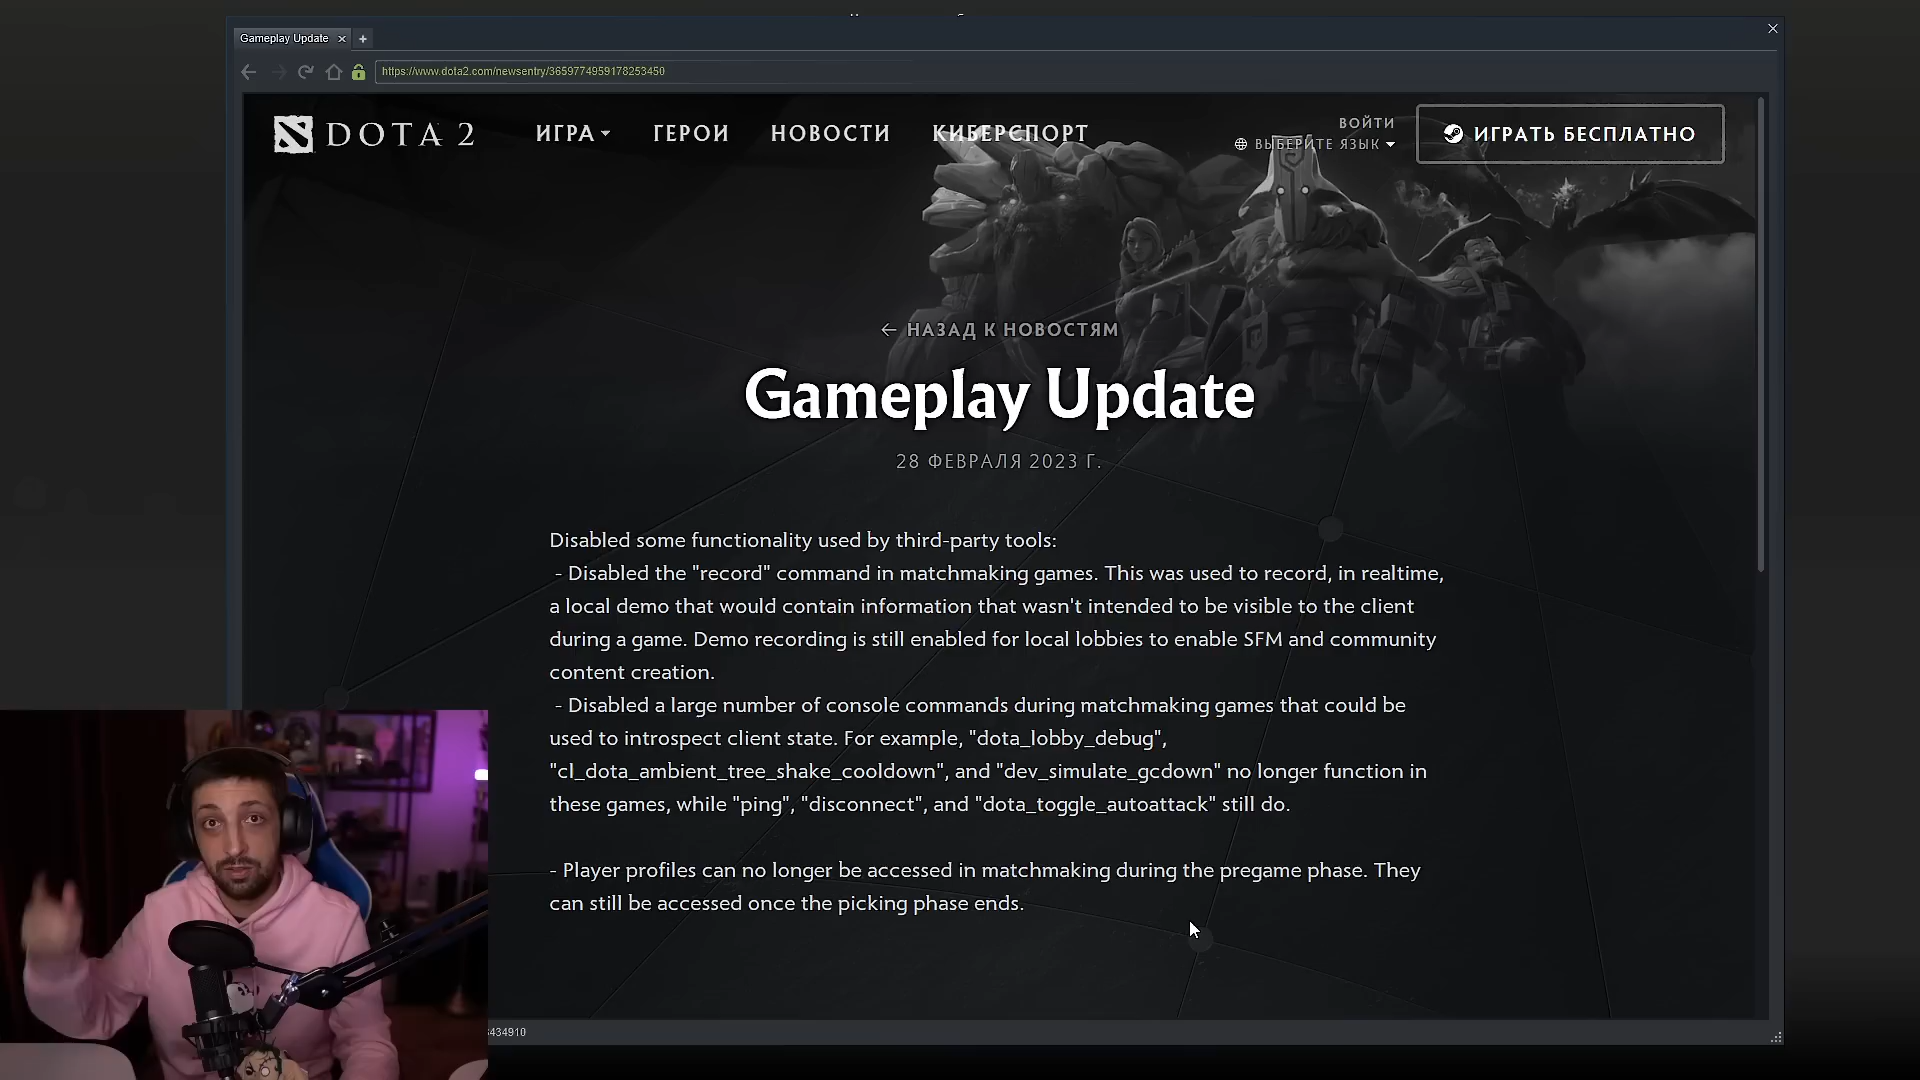 Gameplay Update
https://www.dota2.com/newsentry/3659774959178253450
DOTA 2
ИГРА
ГЕРОИ
НОВОСТИ
КИБЕРСПОРТ
ВОЙТИ
ВЫБЕРИТЕ ЯЗЫК
ИГРАТЬ БЕСПЛАТНО
← НАЗАД К НОВОСТЯМ
Gameplay Update
28 ФЕВРАЛЯ 2023 Г.
Disabled some functionality used by third-party tools:
- Disabled the "record" command in matchmaking games. This was used to record, in realtime,
a local demo that would contain information that wasn't intended to be visible to the client
during a game. Demo recording is still enabled for local lobbies to enable SFM and community
content creation.
- Disabled a large number of console commands during matchmaking games that could be
used to introspect client state. For example, "dota_lobby_debug",
"cl_dota_ambient_tree_shake_cooldown", and "dev_simulate_gcdown" no longer function in
these games, while "ping", "disconnect", and "dota_toggle_autoattack" still do.
- Player profiles can no longer be accessed in matchmaking during the pregame phase. They
can still be accessed once the picking phase ends.
434910